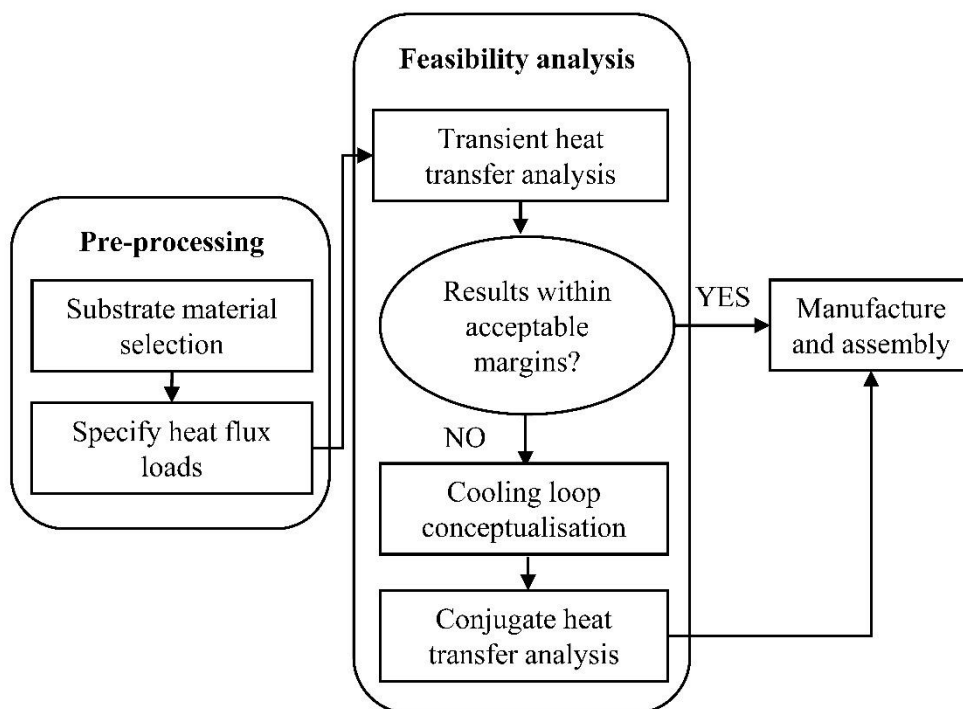 Pre-processing
Substrate material
selection
Specify heat flux
loads
Feasibility analysis
Transient heat
transfer analysis
Results within
acceptable
margins?
YES
NO
Cooling loop
conceptualisation
Conjugate heat
transfer analysis
Manufacture
and assembly